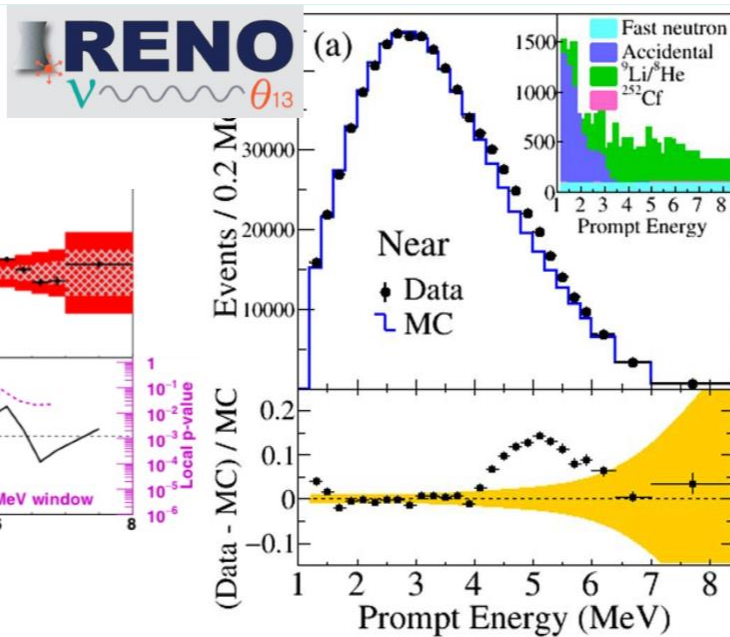 RENO
ν θ13
(a)
Fast neutron
Accidental
⁹Li/⁸He
²⁵²Cf
1500
1000
500
0
1 2 3 4 5 6 7 8
Prompt Energy
30000
20000
10000
Events / 0.2
Near
Data
MC
1
10⁻¹
10⁻²
10⁻³
10⁻⁴
10⁻⁵
10⁻⁶
Local p-value
MeV window
8
0.2
0.1
0
−0.1
(Data - MC) / MC
1 2 3 4 5 6 7 8
Prompt Energy (MeV)